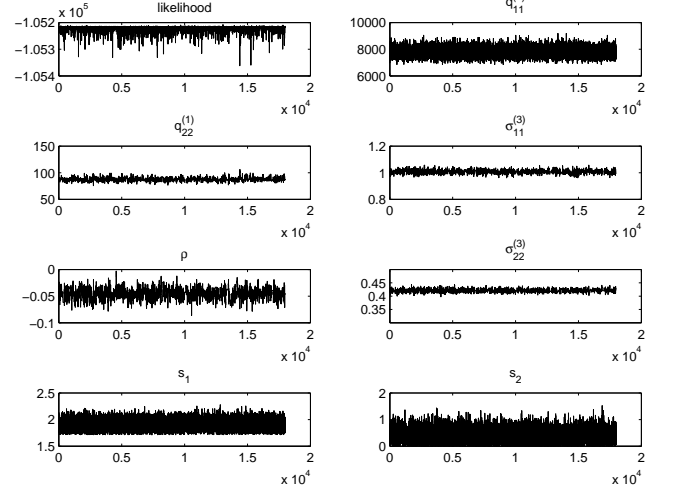 likelihood
x 10^5
−1.052
−1.053
−1.054
0 0.5 1 1.5 2
x 10^4
q_11
10000
8000
6000
0 0.5 1 1.5 2
x 10^4
q_22^(1)
150
100
50
0 0.5 1 1.5 2
x 10^4
σ_11^(3)
1.2
1
0.8
0 0.5 1 1.5 2
x 10^4
ρ
0
−0.05
−0.1
0 0.5 1 1.5 2
x 10^4
σ_22^(3)
0.45
0.4
0.35
0 0.5 1 1.5 2
x 10^4
s_1
2.5
2
1.5
0 0.5 1 1.5 2
x 10^4
s_2
2
1
0
0 0.5 1 1.5 2
x 10^4